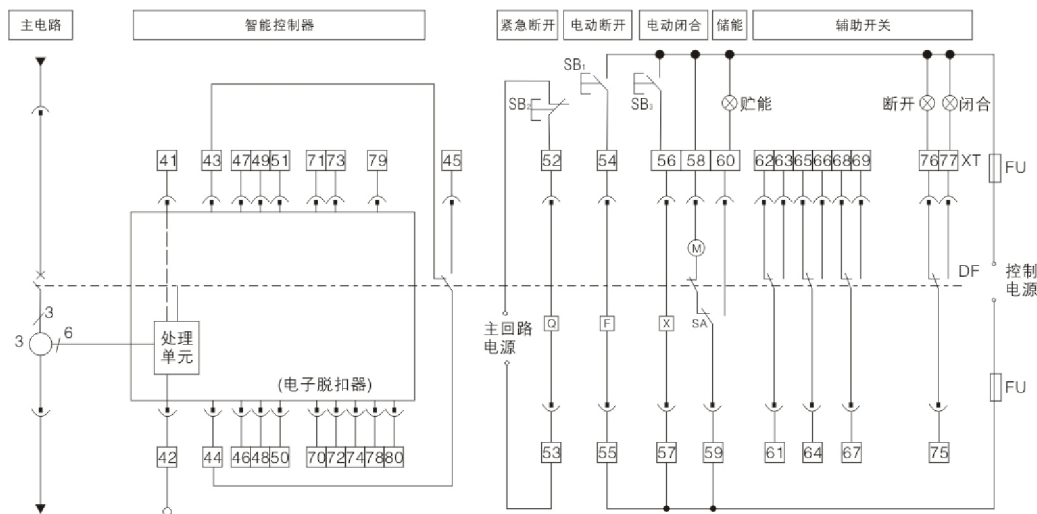 主电路 智能控制器 紧急断开 电动断开 电动闭合 储能 辅助开关
SB₁
SB₂ SB₃ 贮能 断开 闭合
41 43 47 49 51 71 73 79 45 52 54 56 58 60 62 63 65 66 68 69 76 77 XT FU
M
DF 控制
电源
3
3 6 处理
单元
主回路
电源
Q F X SA
(电子脱扣器) FU
42 44 46 48 50 70 72 74 78 80 53 55 57 59 61 64 67 75